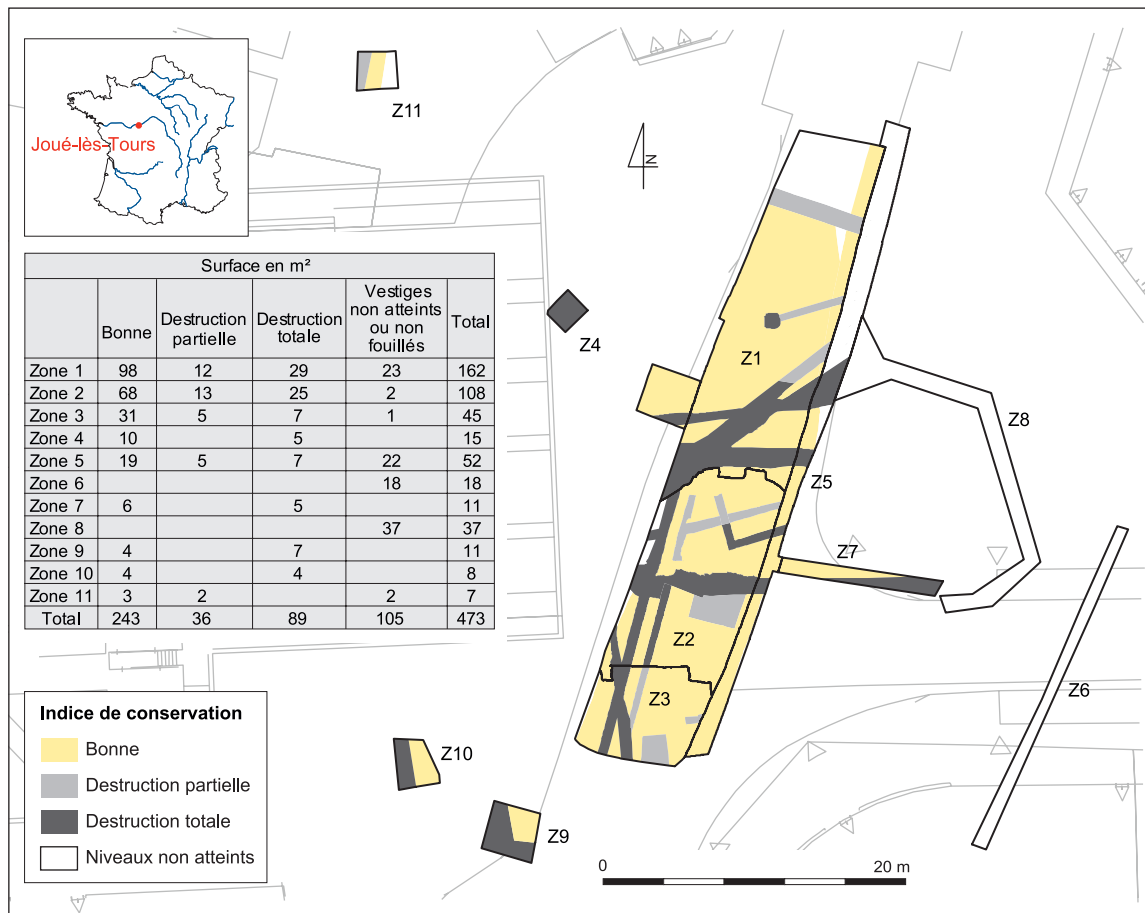 Joué-lès-Tours
Z11
N
Surface en m²
Bonne Destruction partielle Destruction totale Vestiges non atteints ou non fouillés Total
Zone 1 98 12 29 23 162
Zone 2 68 13 25 2 108
Zone 3 31 5 7 1 45
Zone 4 10 5 15
Zone 5 19 5 7 22 52
Zone 6 18 18
Zone 7 6 5 11
Zone 8 37 37
Zone 9 4 7 11
Zone 10 4 4 8
Zone 11 3 2 2 7
Total 243 36 89 105 473
Z4
Z1
Z8
Z5
Z7
Z2
Z3
Z6
Z10
Z9
Indice de conservation
Bonne
Destruction partielle
Destruction totale
Niveaux non atteints
0 20 m